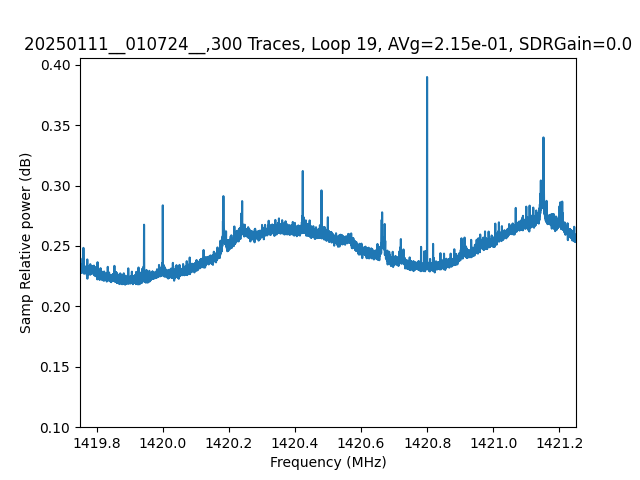 20250111__010724__,300 Traces, Loop 19, AVg=2.15e-01, SDRGain=0.0
0.40
0.35
0.30
0.25
0.20
0.15
0.10
Samp Relative power (dB)
1419.8 1420.0 1420.2 1420.4 1420.6 1420.8 1421.0 1421.2
Frequency (MHz)